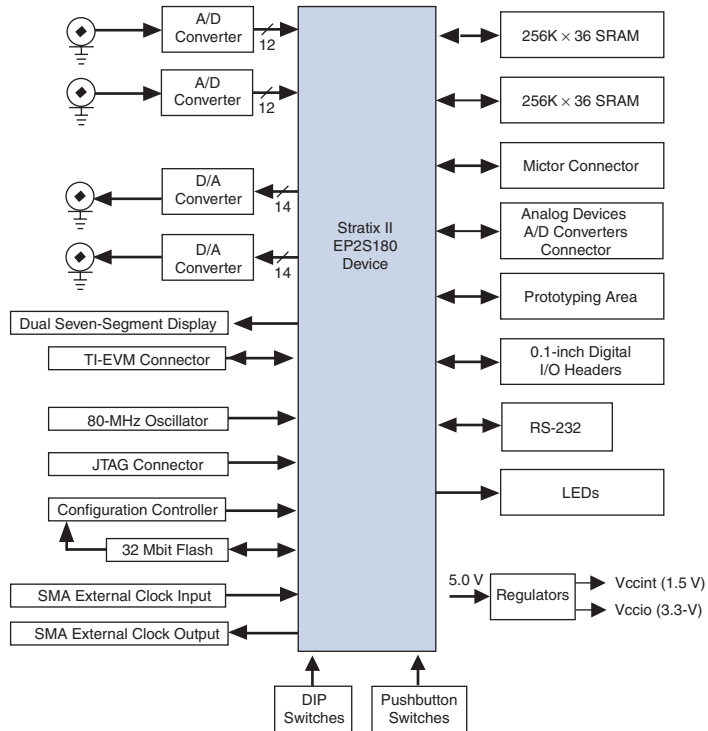 A/D
Converter
12
A/D
Converter
12
D/A
Converter
14
D/A
Converter
14
Dual Seven-Segment Display
TI-EVM Connector
80-MHz Oscillator
JTAG Connector
Configuration Controller
32 Mbit Flash
SMA External Clock Input
SMA External Clock Output
Stratix II
EP2S180
Device
256K × 36 SRAM
256K × 36 SRAM
Mictor Connector
Analog Devices
A/D Converters
Connector
Prototyping Area
0.1-inch Digital
I/O Headers
RS-232
LEDs
5.0 V
Regulators
Vccint (1.5 V)
Vccio (3.3-V)
DIP
Switches
Pushbutton
Switches